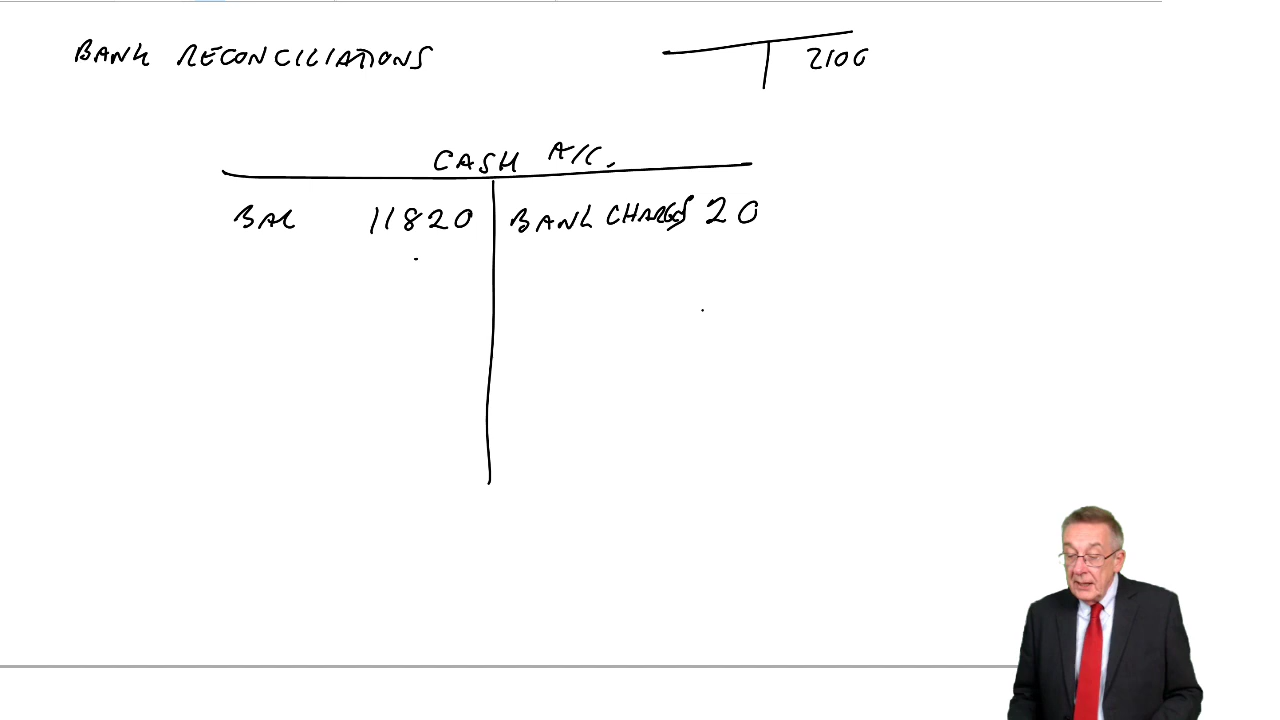 BANK RECONCILIATIONS
2100
CASH A/C.
BAL 11820 BANK CHARGES 20